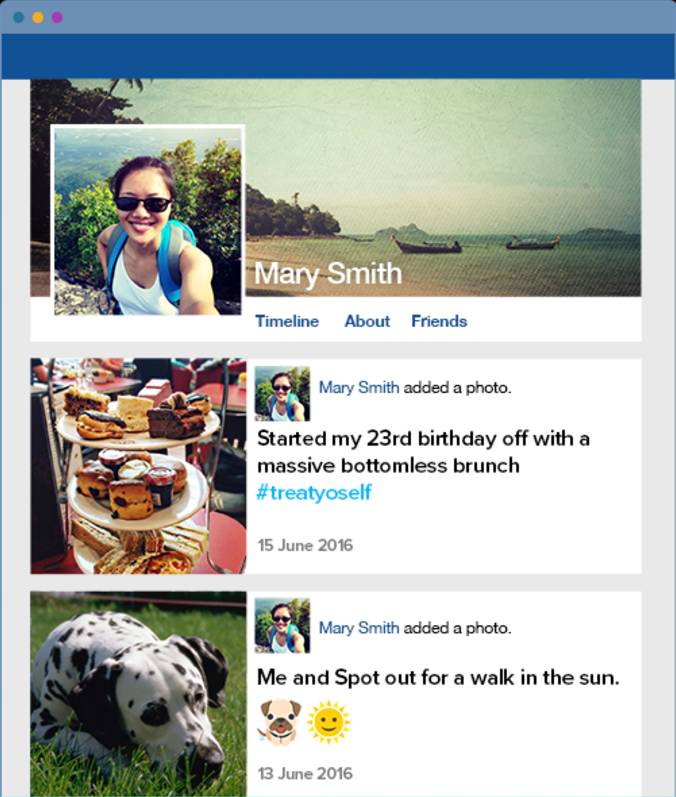 Mary Smith
Timeline About Friends
Mary Smith added a photo.
Started my 23rd birthday off with a
massive bottomless brunch
#treatyoself
15 June 2016
Mary Smith added a photo.
Me and Spot out for a walk in the sun.
13 June 2016